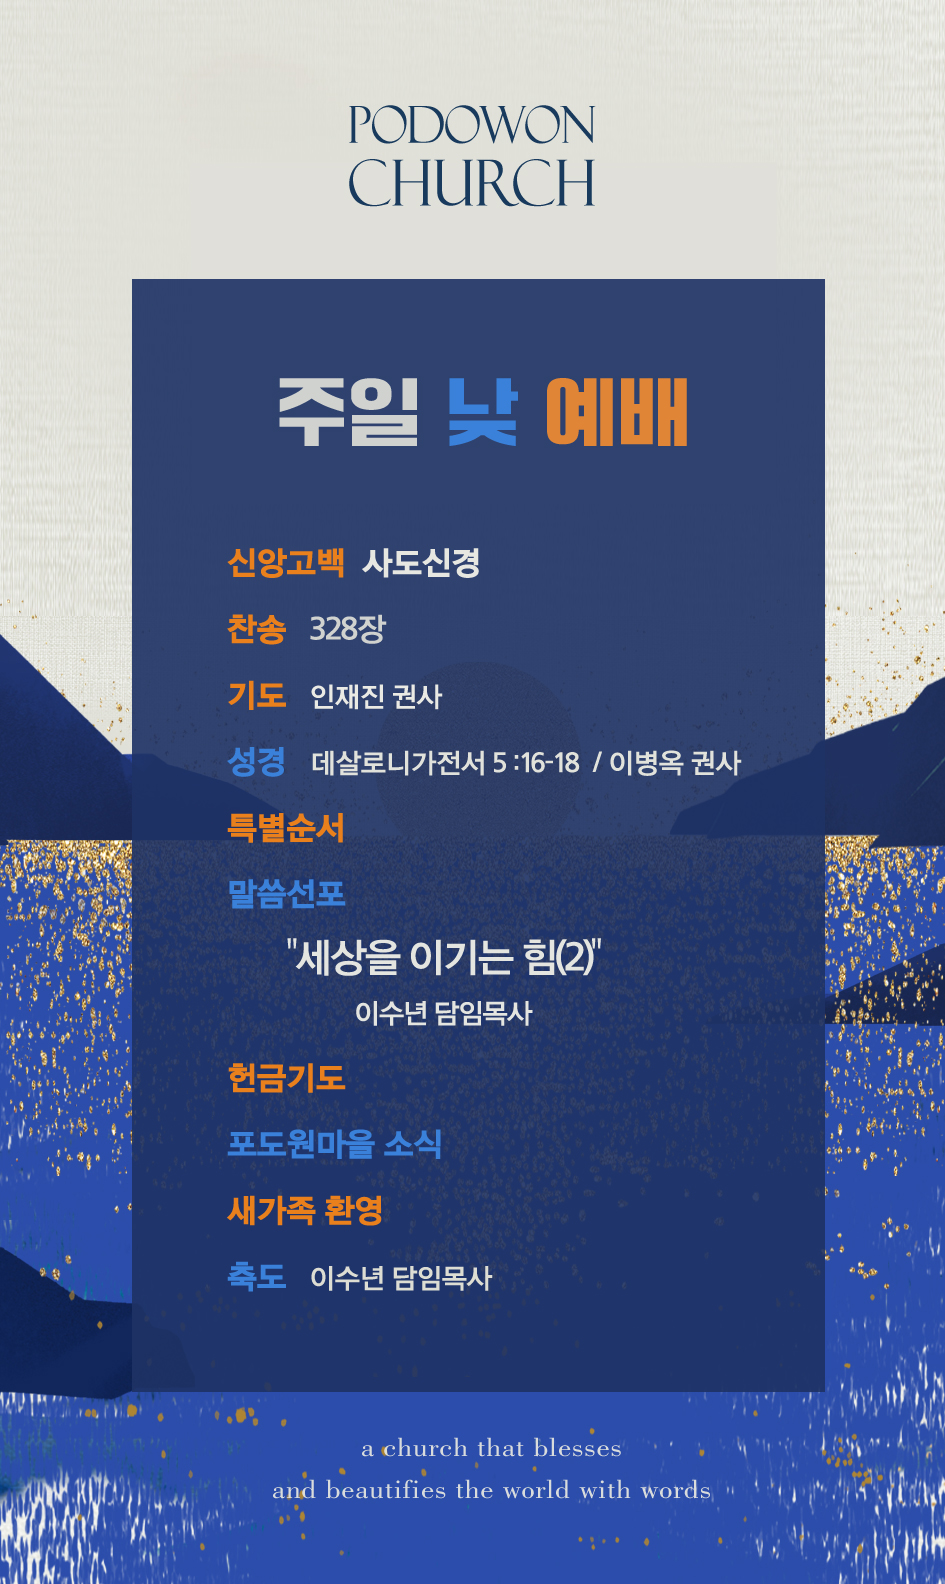 PODOWON
CHURCH
주일 낮 예배
신앙고백 사도신경
찬송 328장
기도 인재진 권사
성경 데살로니가전서 5 :16-18 / 이병옥 권사
특별순서
말씀선포
"세상을 이기는 힘(2)"
이수년 담임목사
헌금기도
포도원마을 소식
새가족 환영
축도 이수년 담임목사
a church that blesses
and beautifies the world with words